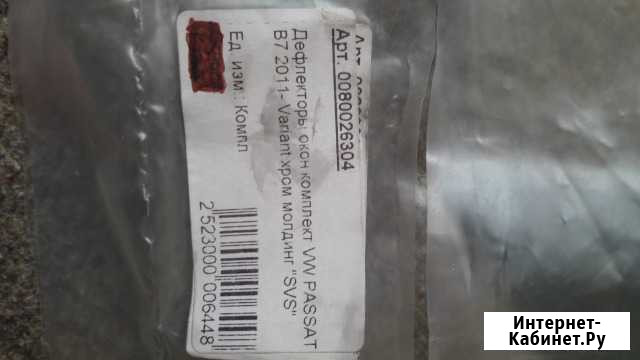 Арт. 0080026304
Дефлекторы окон комплект VW PASSAT
B7 2011- Variant хром молдинг "SVS"
Ед. изм.: Компл
2 523000 006448
Интернет-
Кабинет.Ру